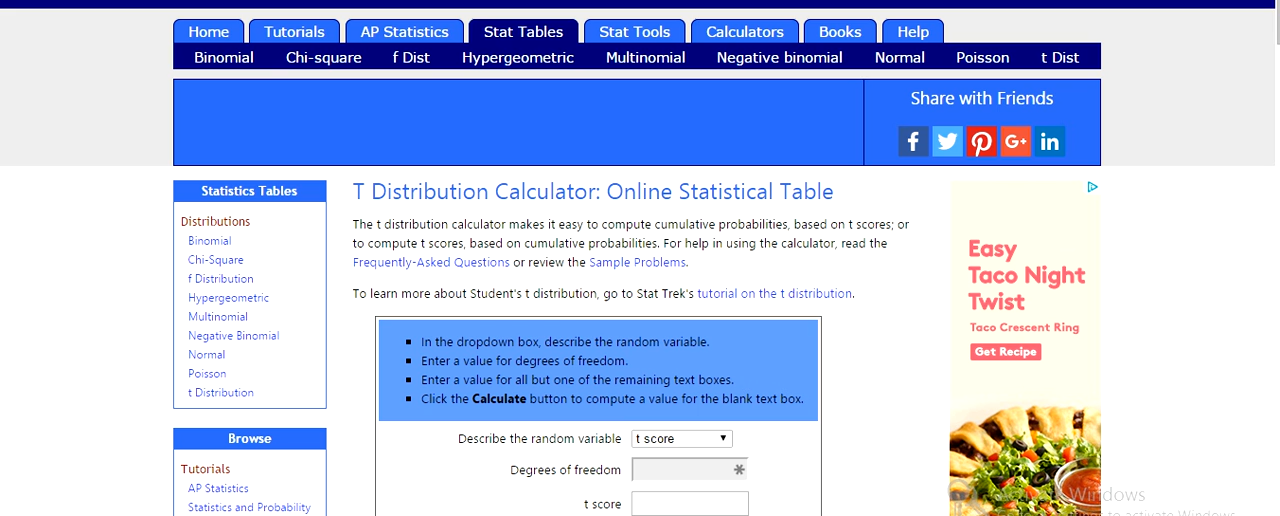 Home Tutorials AP Statistics Stat Tables Stat Tools Calculators Books Help
Binomial Chi-square f Dist Hypergeometric Multinomial Negative binomial Normal Poisson t Dist
Share with Friends
Statistics Tables
Distributions
Binomial
Chi-Square
f Distribution
Hypergeometric
Multinomial
Negative Binomial
Normal
Poisson
t Distribution
Browse
Tutorials
AP Statistics
Statistics and Probability
T Distribution Calculator: Online Statistical Table
The t distribution calculator makes it easy to compute cumulative probabilities, based on t scores; or
to compute t scores, based on cumulative probabilities. For help in using the calculator, read the
Frequently-Asked Questions or review the Sample Problems.
To learn more about Student's t distribution, go to Stat Trek's tutorial on the t distribution.
In the dropdown box, describe the random variable.
Enter a value for degrees of freedom.
Enter a value for all but one of the remaining text boxes.
Click the Calculate button to compute a value for the blank text box.
Describe the random variable t score
Degrees of freedom
t score
Easy
Taco Night
Twist
Taco Crescent Ring
Get Recipe
Windows
to activate Windows